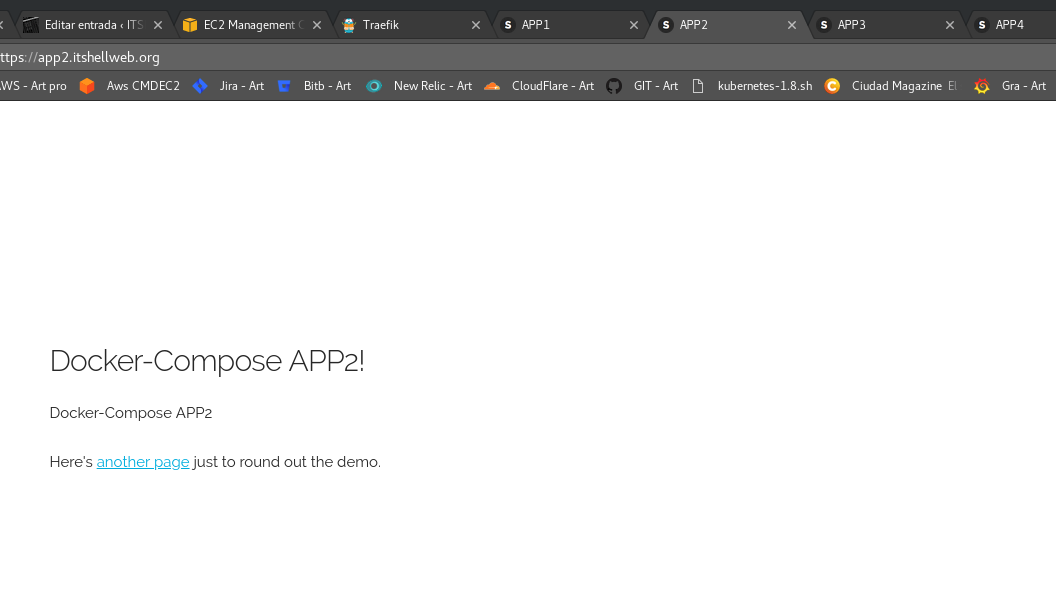 Editar entrada ‹ ITS EC2 Management C Traefik APP1 APP2 APP3 APP4
ttps://app2.itshellweb.org
AWS - Art pro Aws CMDEC2 Jira - Art Bitb - Art New Relic - Art CloudFlare - Art GIT - Art kubernetes-1.8.sh Ciudad Magazine El Gra - Art
Docker-Compose APP2!
Docker-Compose APP2
Here's another page just to round out the demo.